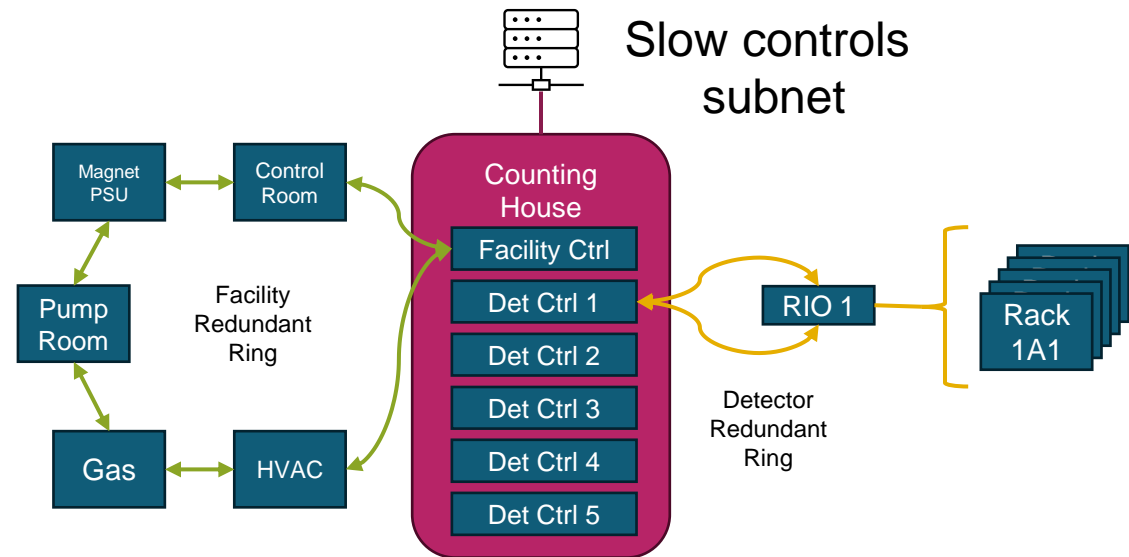 Slow controls
subnet
Magnet
PSU
Control
Room
Pump
Room
Facility
Redundant
Ring
Gas
HVAC
Counting
House
Facility Ctrl
Det Ctrl 1
Det Ctrl 2
Det Ctrl 3
Det Ctrl 4
Det Ctrl 5
RIO 1
Detector
Redundant
Ring
Rack
1A1